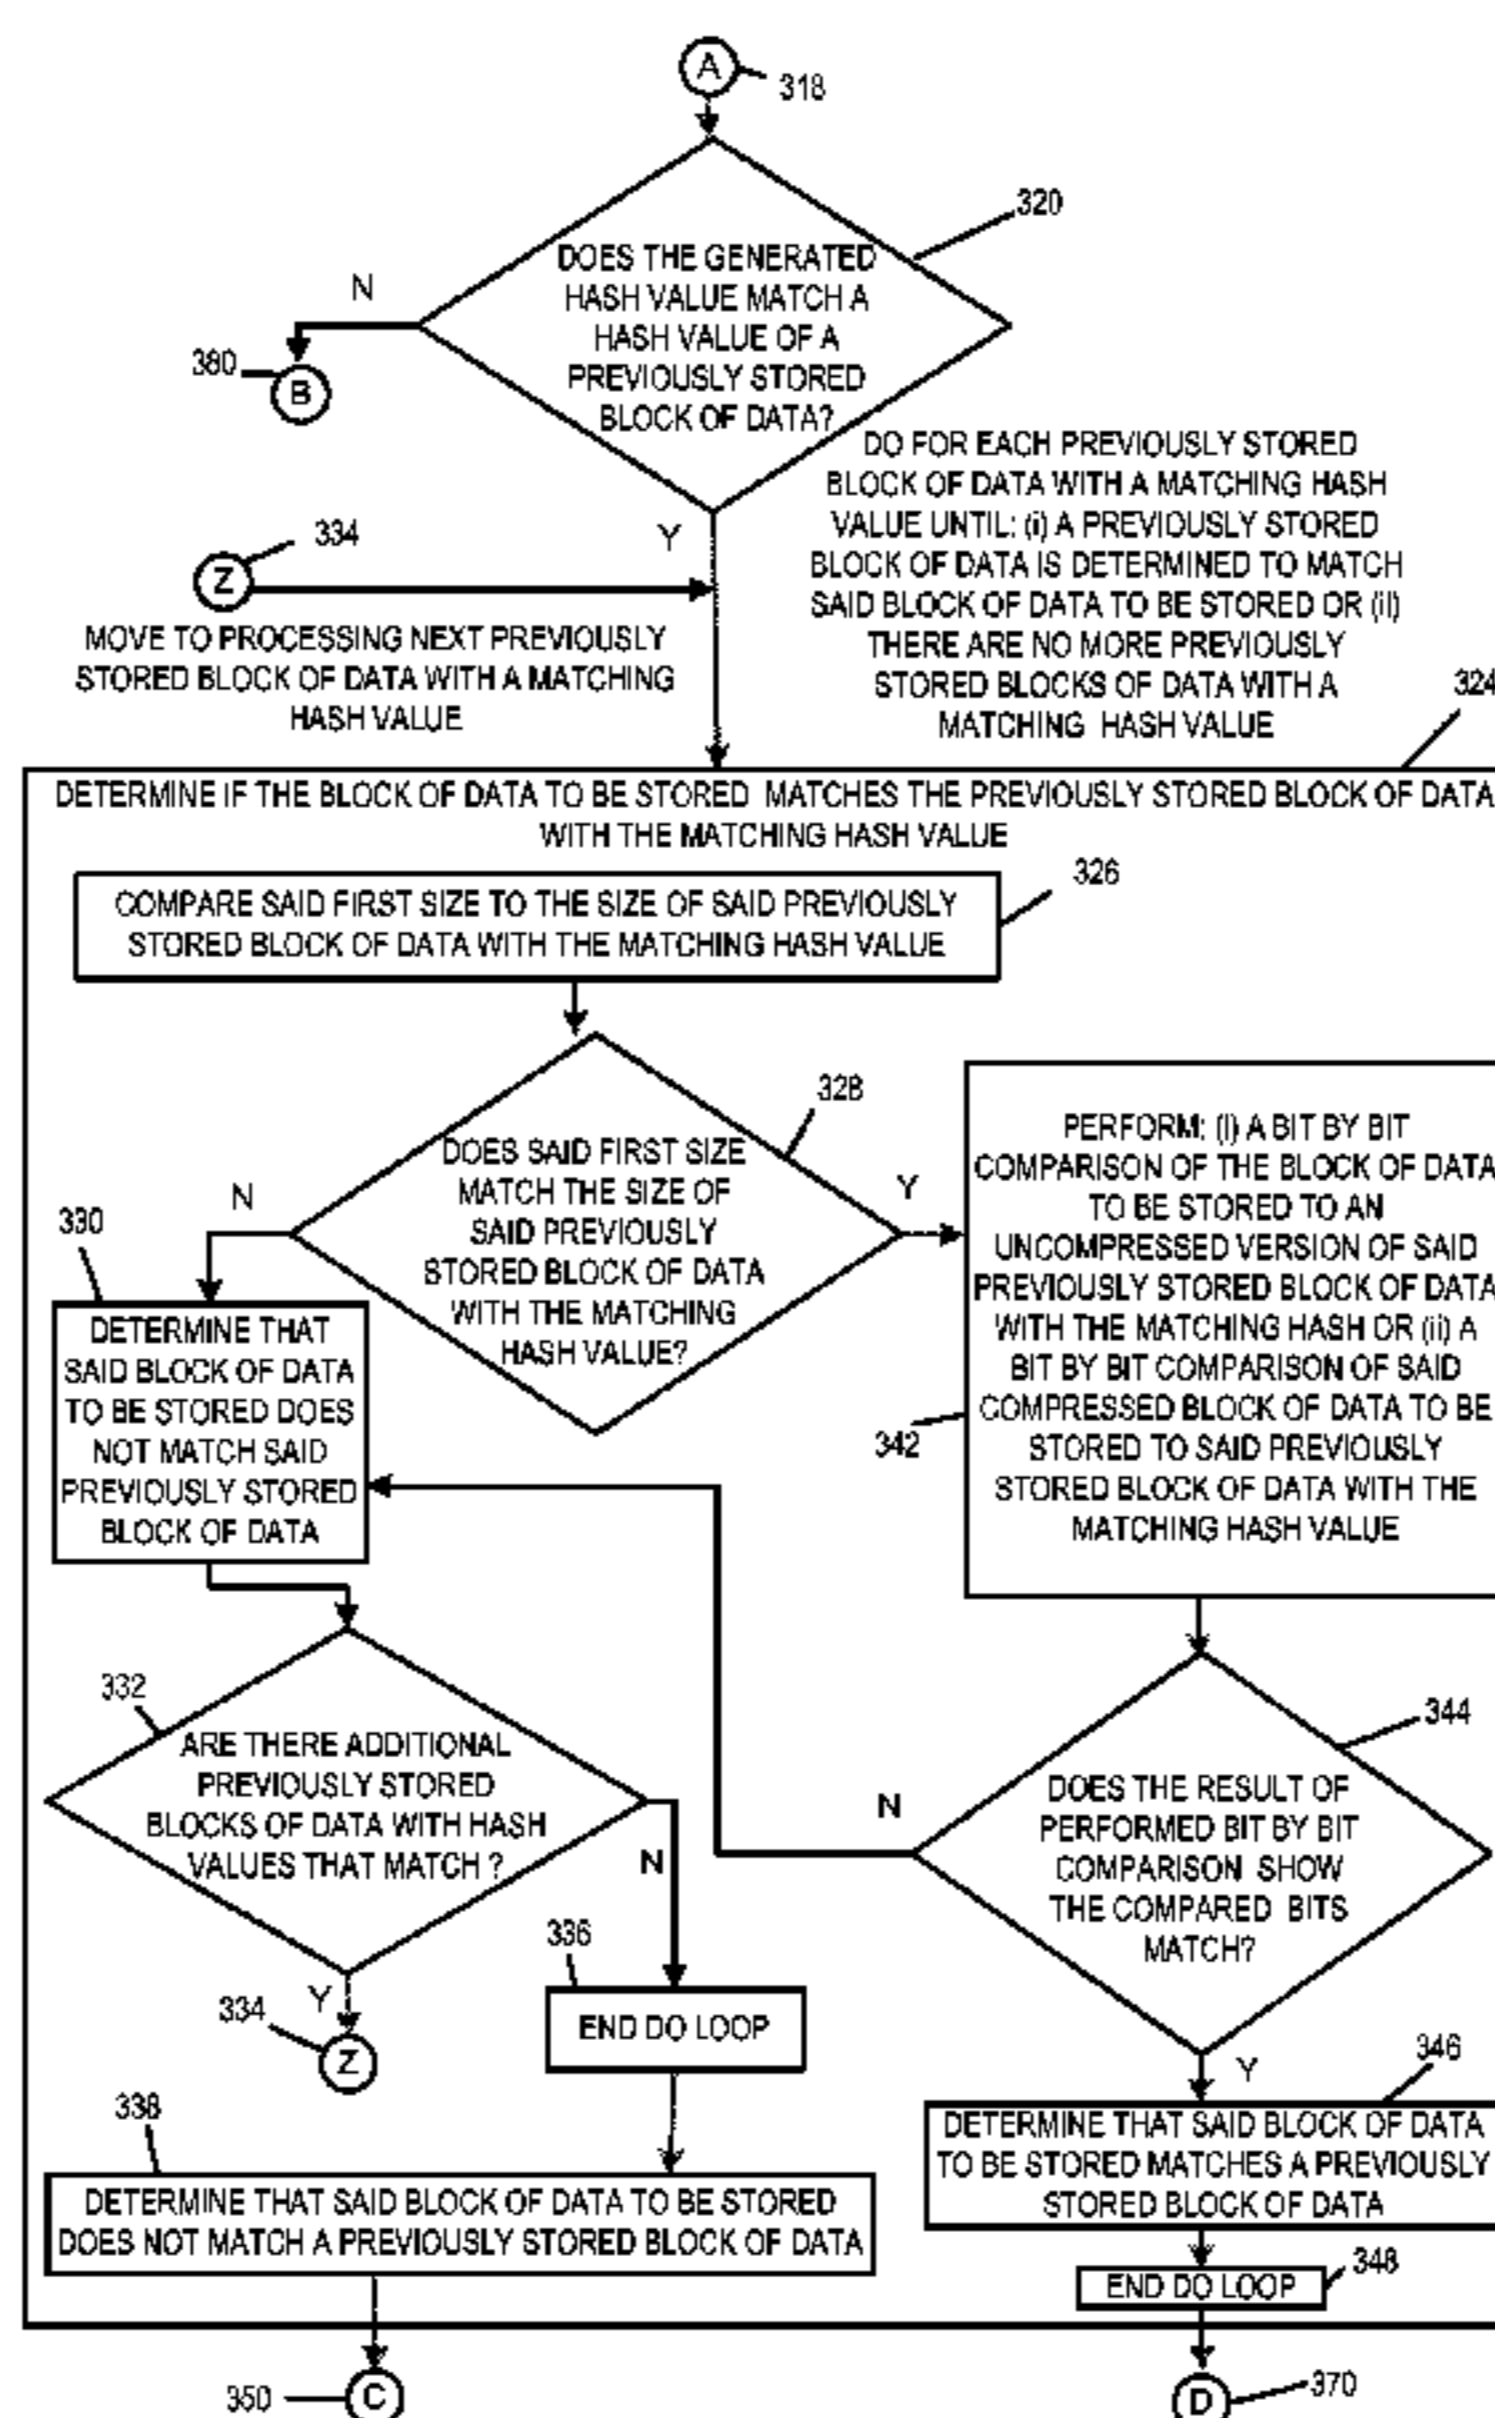 A
318
320
DOES THE GENERATED
HASH VALUE MATCH A
HASH VALUE OF A
PREVIOUSLY STORED
BLOCK OF DATA?
N
380
B
Y
DO FOR EACH PREVIOUSLY STORED
BLOCK OF DATA WITH A MATCHING HASH
VALUE UNTIL: (i) A PREVIOUSLY STORED
BLOCK OF DATA IS DETERMINED TO MATCH
SAID BLOCK OF DATA TO BE STORED OR (ii)
THERE ARE NO MORE PREVIOUSLY
STORED BLOCKS OF DATA WITH A
MATCHING HASH VALUE
334
Z
MOVE TO PROCESSING NEXT PREVIOUSLY
STORED BLOCK OF DATA WITH A MATCHING
HASH VALUE
324
DETERMINE IF THE BLOCK OF DATA TO BE STORED MATCHES THE PREVIOUSLY STORED BLOCK OF DATA
WITH THE MATCHING HASH VALUE
326
COMPARE SAID FIRST SIZE TO THE SIZE OF SAID PREVIOUSLY
STORED BLOCK OF DATA WITH THE MATCHING HASH VALUE
328
DOES SAID FIRST SIZE
MATCH THE SIZE OF
SAID PREVIOUSLY
STORED BLOCK OF DATA
WITH THE MATCHING
HASH VALUE?
N
Y
330
DETERMINE THAT
SAID BLOCK OF DATA
TO BE STORED DOES
NOT MATCH SAID
PREVIOUSLY STORED
BLOCK OF DATA
PERFORM: (i) A BIT BY BIT
COMPARISON OF THE BLOCK OF DATA
TO BE STORED TO AN
UNCOMPRESSED VERSION OF SAID
PREVIOUSLY STORED BLOCK OF DATA
WITH THE MATCHING HASH OR (ii) A
BIT BY BIT COMPARISON OF SAID
COMPRESSED BLOCK OF DATA TO BE
STORED TO SAID PREVIOUSLY
STORED BLOCK OF DATA WITH THE
MATCHING HASH VALUE
342
332
ARE THERE ADDITIONAL
PREVIOUSLY STORED
BLOCKS OF DATA WITH HASH
VALUES THAT MATCH ?
N
Y
334
Z
336
END DO LOOP
344
DOES THE RESULT OF
PERFORMED BIT BY BIT
COMPARISON SHOW
THE COMPARED BITS
MATCH?
N
Y
338
DETERMINE THAT SAID BLOCK OF DATA TO BE STORED
DOES NOT MATCH A PREVIOUSLY STORED BLOCK OF DATA
346
DETERMINE THAT SAID BLOCK OF DATA
TO BE STORED MATCHES A PREVIOUSLY
STORED BLOCK OF DATA
348
END DO LOOP
350
C
D
370